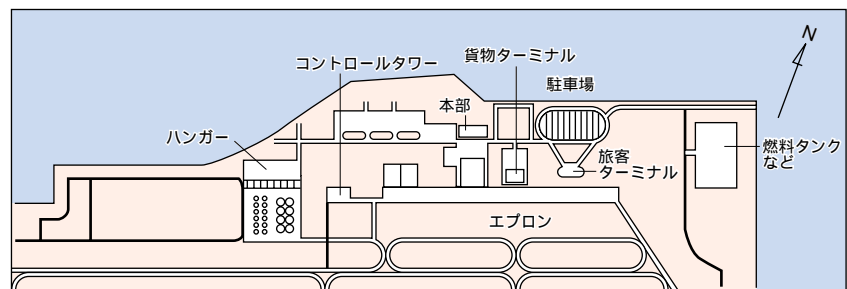 N
コントロールタワー
貨物ターミナル
駐車場
本部
ハンガー
燃料タンク
など
旅客
ターミナル
エプロン